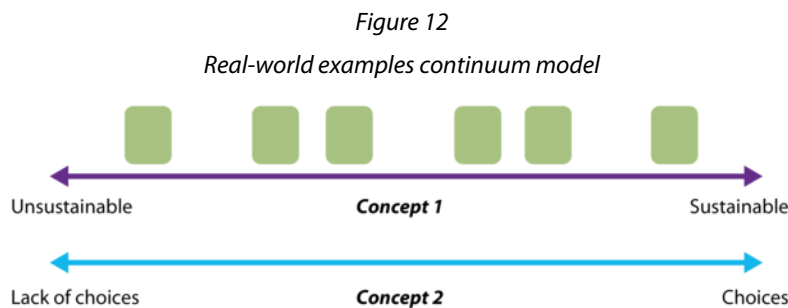 Figure 12
Real-world examples continuum model
Unsustainable Concept 1 Sustainable
Lack of choices Concept 2 Choices